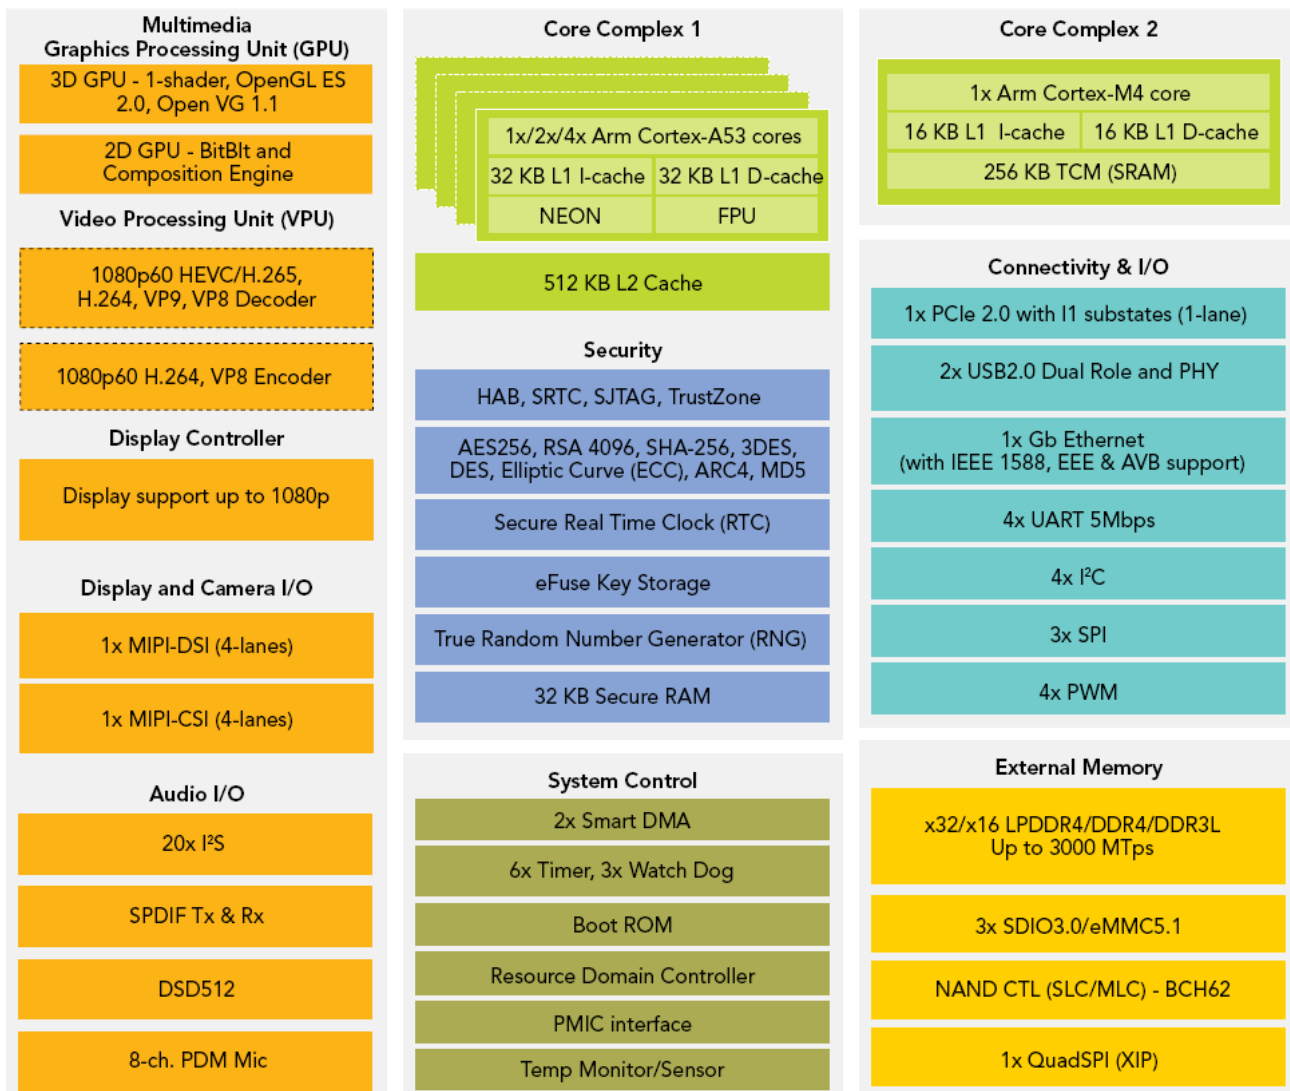 Multimedia
Graphics Processing Unit (GPU)
3D GPU - 1-shader, OpenGL ES
2.0, Open VG 1.1
2D GPU - BitBlt and
Composition Engine
Video Processing Unit (VPU)
1080p60 HEVC/H.265,
H.264, VP9, VP8 Decoder
1080p60 H.264, VP8 Encoder
Display Controller
Display support up to 1080p
Display and Camera I/O
1x MIPI-DSI (4-lanes)
1x MIPI-CSI (4-lanes)
Audio I/O
20x I²S
SPDIF Tx & Rx
DSD512
8-ch. PDM Mic
Core Complex 1
1x/2x/4x Arm Cortex-A53 cores
32 KB L1 I-cache
32 KB L1 D-cache
NEON
FPU
512 KB L2 Cache
Security
HAB, SRTC, SJTAG, TrustZone
AES256, RSA 4096, SHA-256, 3DES,
DES, Elliptic Curve (ECC), ARC4, MD5
Secure Real Time Clock (RTC)
eFuse Key Storage
True Random Number Generator (RNG)
32 KB Secure RAM
System Control
2x Smart DMA
6x Timer, 3x Watch Dog
Boot ROM
Resource Domain Controller
PMIC interface
Temp Monitor/Sensor
Core Complex 2
1x Arm Cortex-M4 core
16 KB L1 I-cache
16 KB L1 D-cache
256 KB TCM (SRAM)
Connectivity & I/O
1x PCIe 2.0 with l1 substates (1-lane)
2x USB2.0 Dual Role and PHY
1x Gb Ethernet
(with IEEE 1588, EEE & AVB support)
4x UART 5Mbps
4x I²C
3x SPI
4x PWM
External Memory
x32/x16 LPDDR4/DDR4/DDR3L
Up to 3000 MTps
3x SDIO3.0/eMMC5.1
NAND CTL (SLC/MLC) - BCH62
1x QuadSPI (XIP)